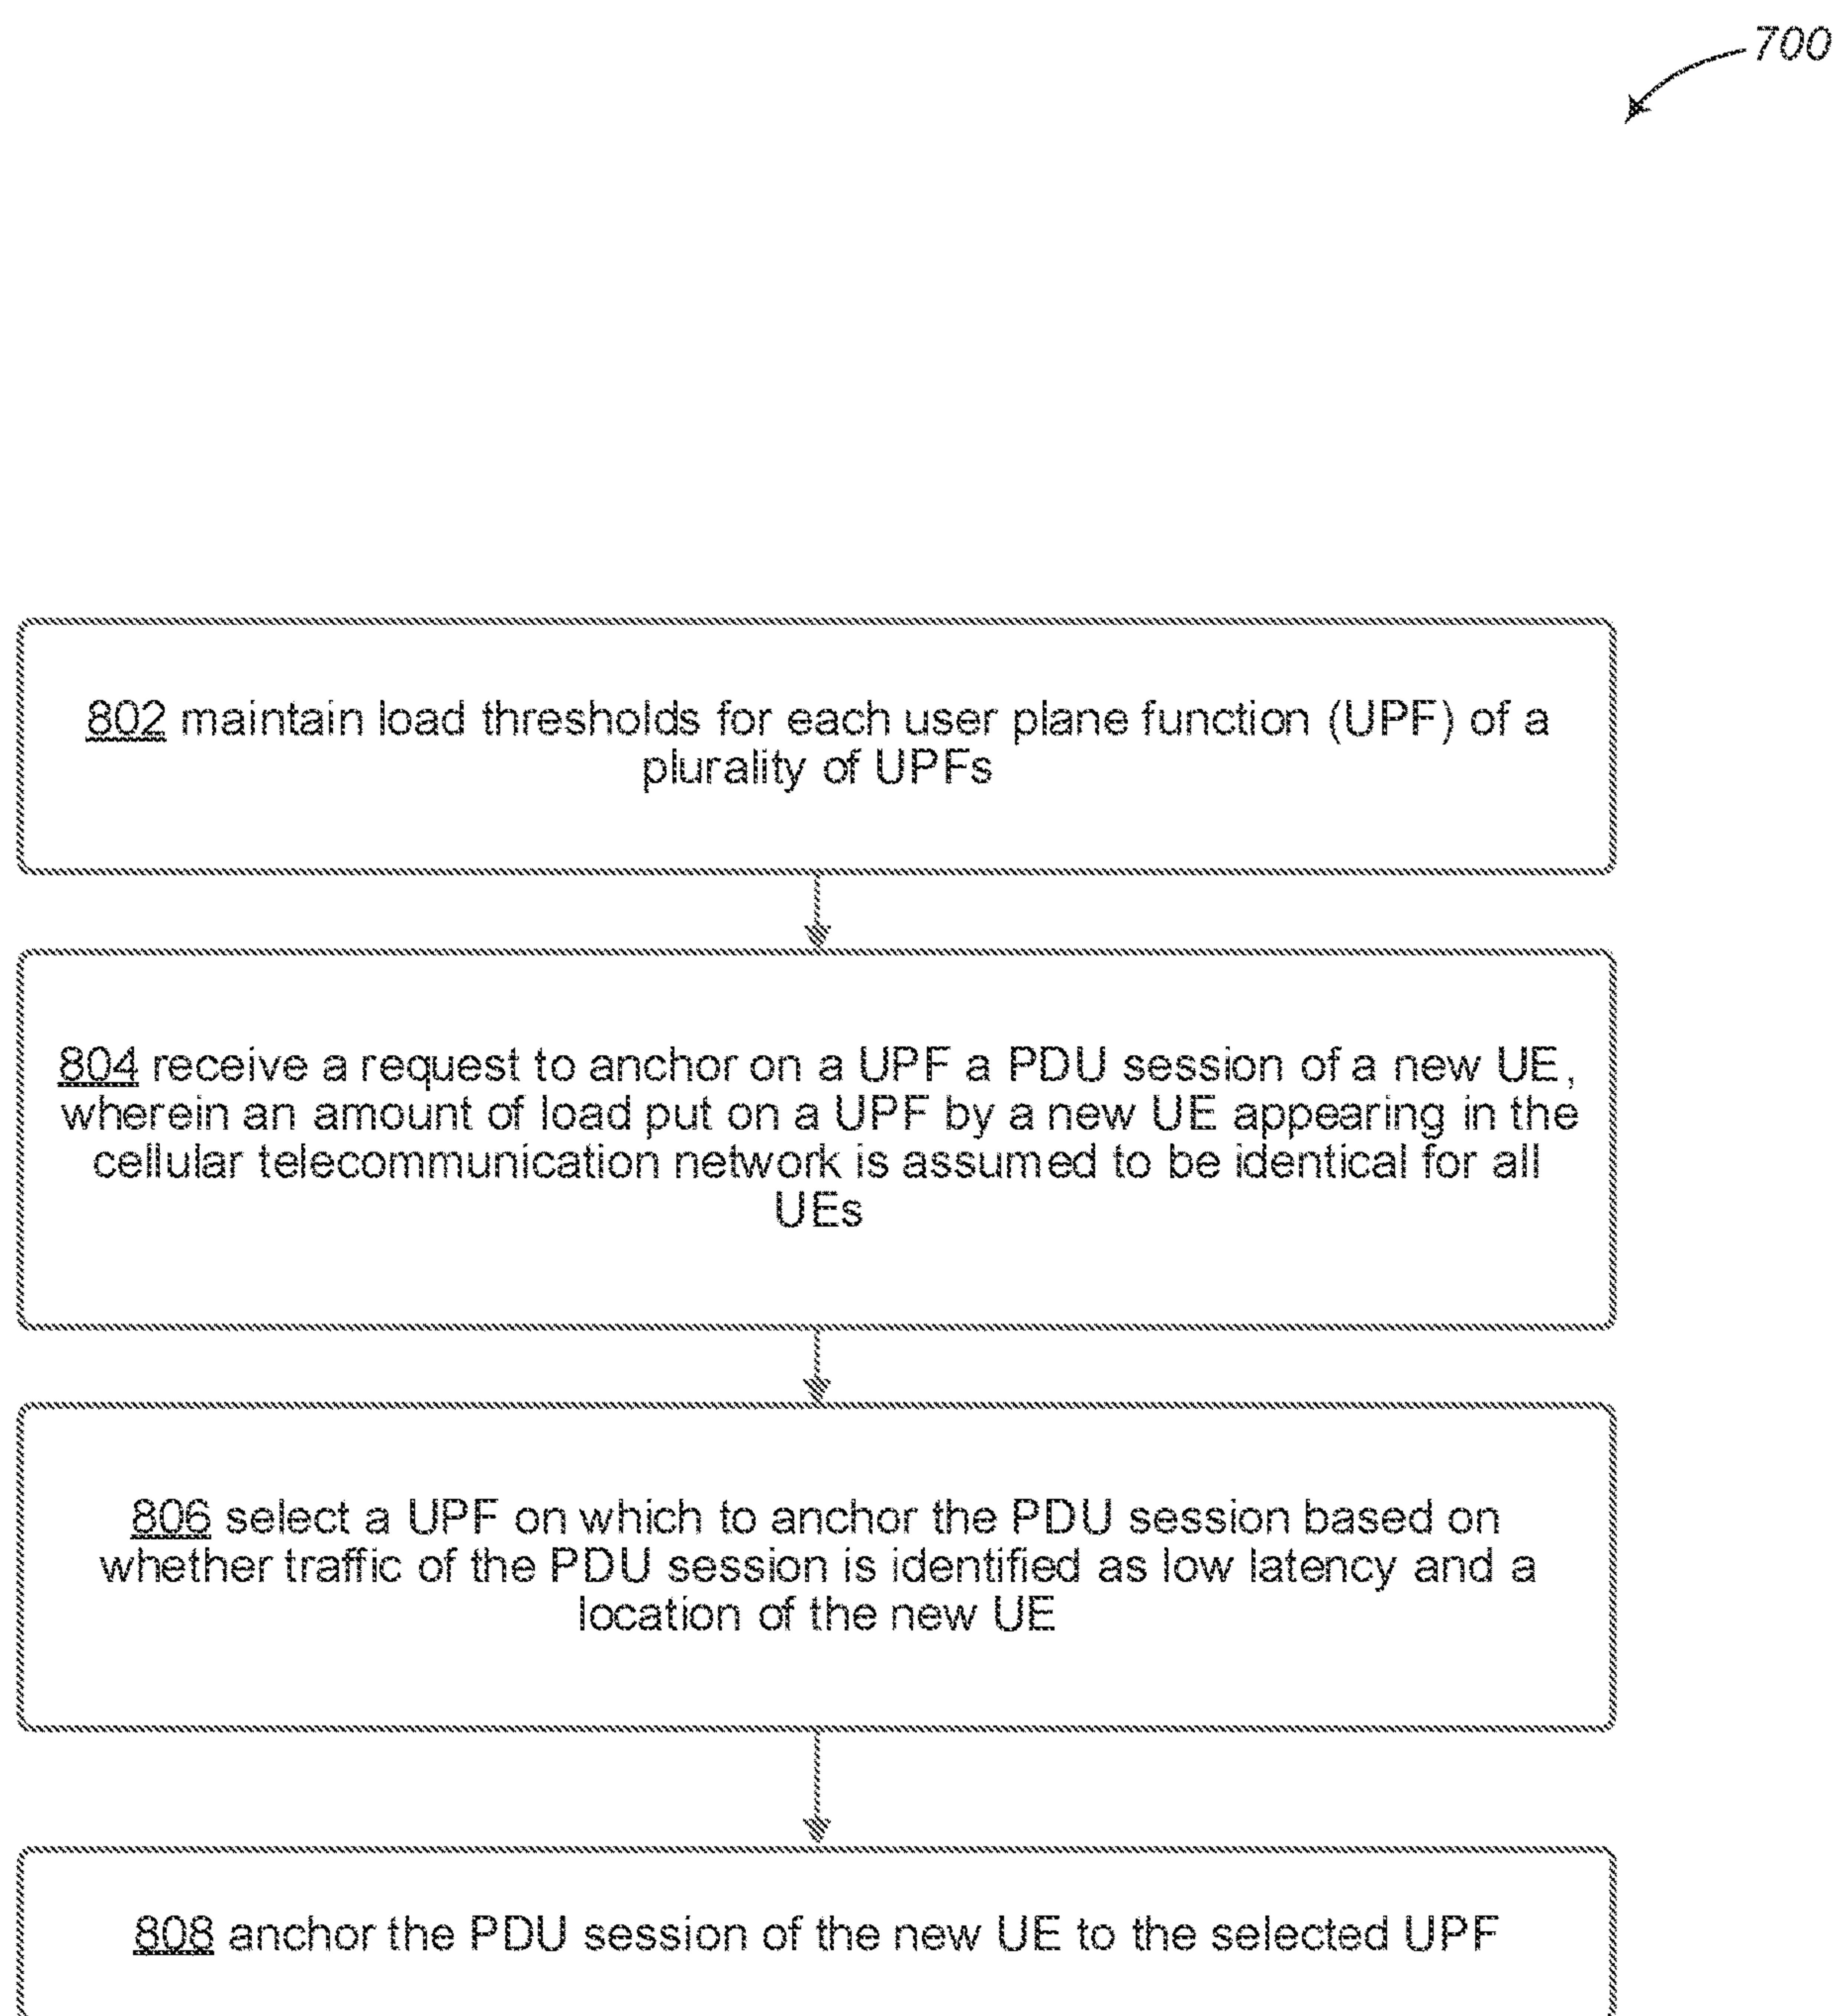 700
802 maintain load thresholds for each user plane function (UPF) of a
plurality of UPFs
804 receive a request to anchor on a UPF a PDU session of a new UE,
wherein an amount of load put on a UPF by a new UE appearing in the
cellular telecommunication network is assumed to be identical for all
UEs
806 select a UPF on which to anchor the PDU session based on
whether traffic of the PDU session is identified as low latency and a
location of the new UE
808 anchor the PDU session of the new UE to the selected UPF